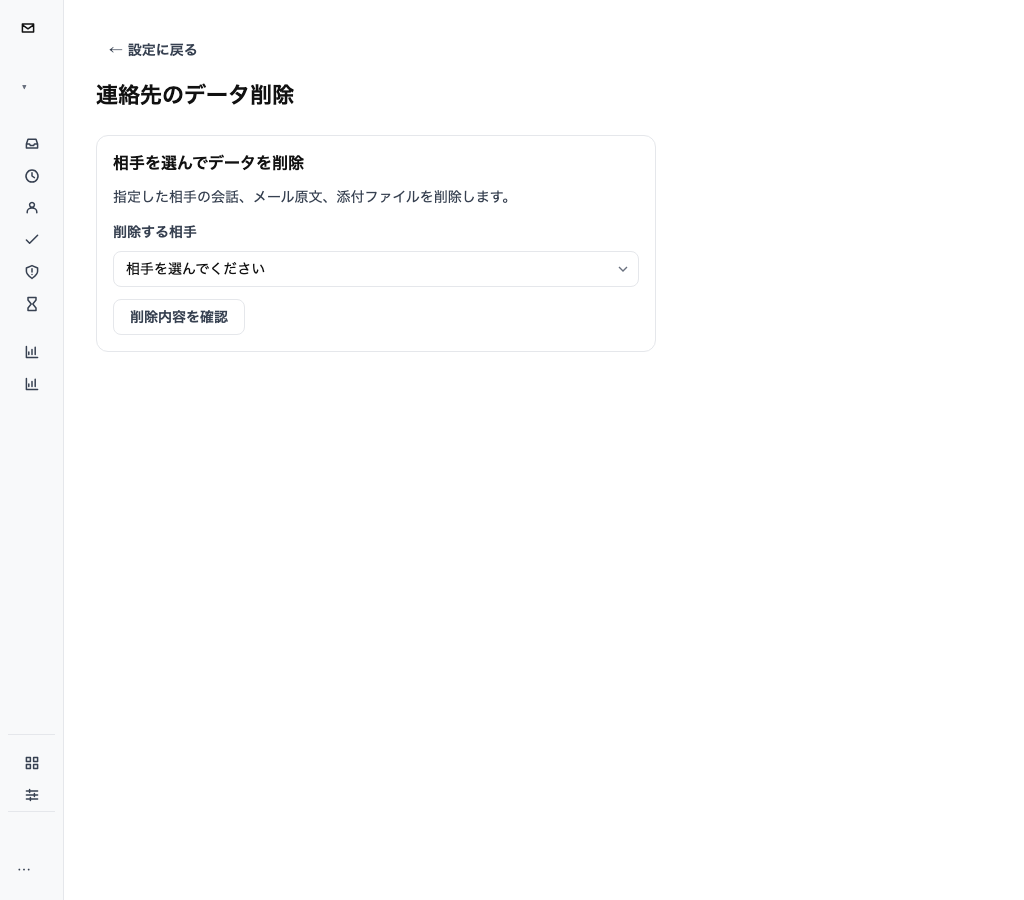 ← 設定に戻る
連絡先のデータ削除
相手を選んでデータを削除
指定した相手の会話、メール原文、添付ファイルを削除します。
削除する相手
相手を選んでください
削除内容を確認